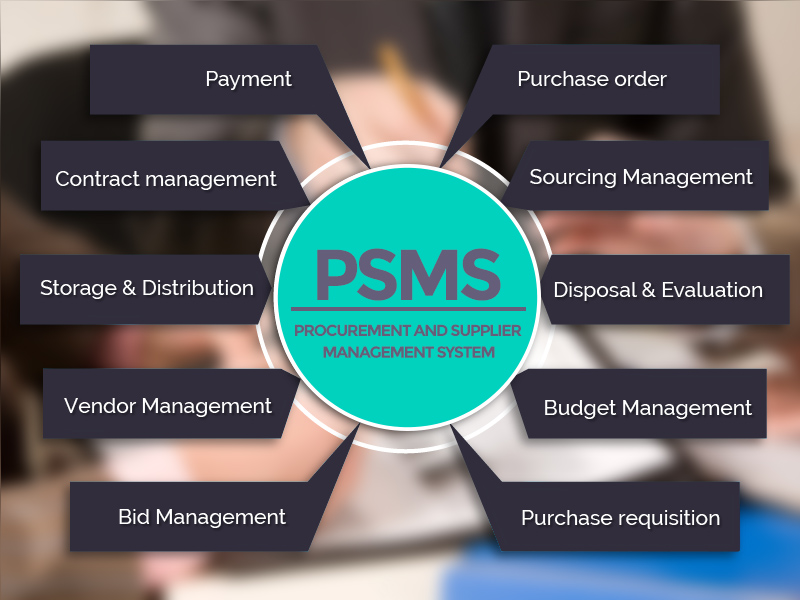 Payment
Purchase order
Contract management
Sourcing Management
Storage & Distribution
Disposal & Evaluation
PSMS
PROCUREMENT AND SUPPLIER
MANAGEMENT SYSTEM
Vendor Management
Budget Management
Bid Management
Purchase requisition